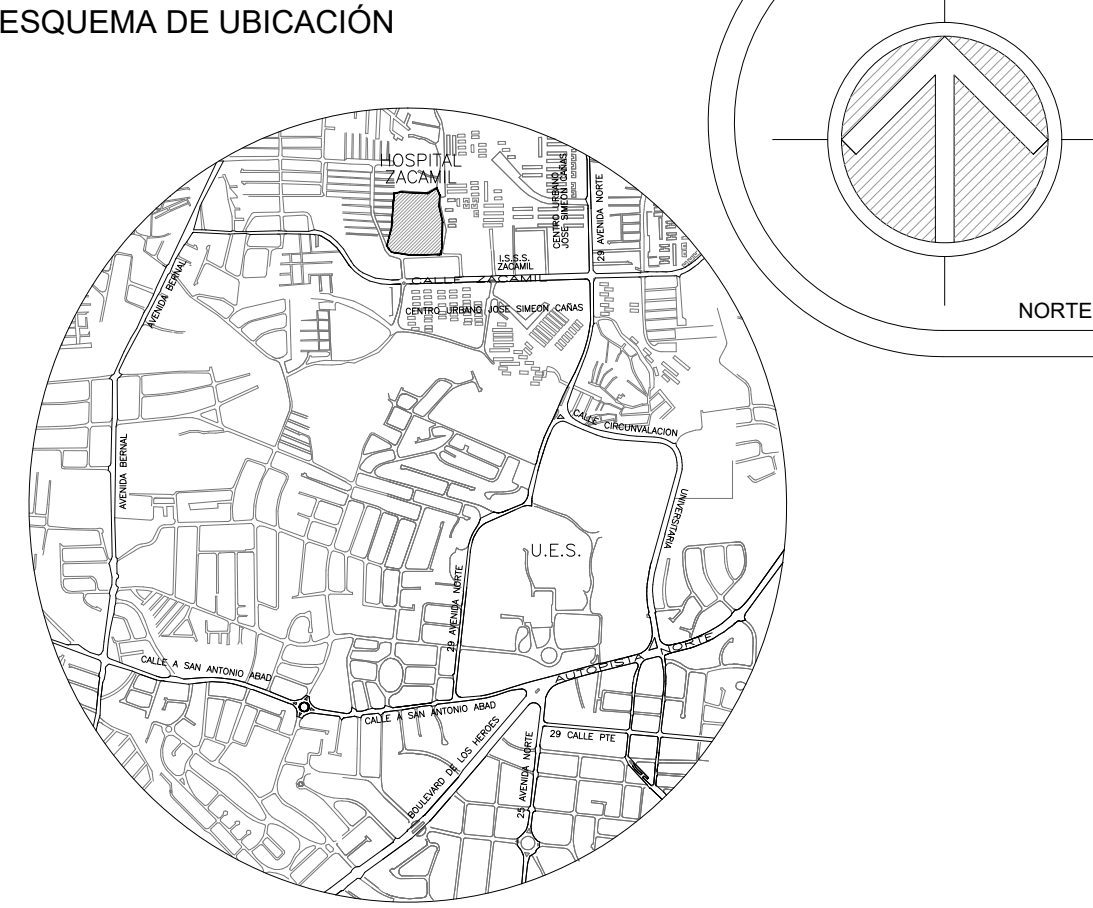 ESQUEMA DE UBICACIÓN
NORTE
HOSPITAL
ZACAMIL
CENTRO URBANO
JOSE SIMEON CAÑAS
29 AVENIDA NORTE
I.S.S.S.
ZACAMIL
CALLE ZACAMIL
CENTRO URBANO JOSE SIMEON CAÑAS
AVENIDA BERNAL
CALLE CIRCUNVALACION
AVENIDA BERNAL
UNIVERSITARIA
U.E.S.
29 AVENIDA NORTE
AUTOPISTA NORTE
CALLE A SAN ANTONIO ABAD
CALLE A SAN ANTONIO ABAD
BOULEVARD DE LOS HEROES
25 AVENIDA NORTE
29 CALLE PTE